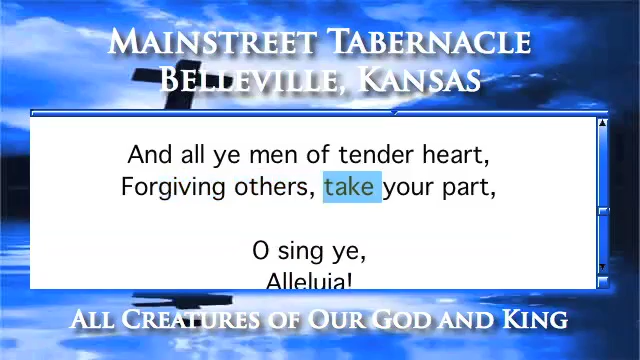 Mainstreet Tabernacle
Belleville, Kansas
And all ye men of tender heart,
Forgiving others, take your part,
O sing ye,
Alleluia!
All Creatures of Our God and King